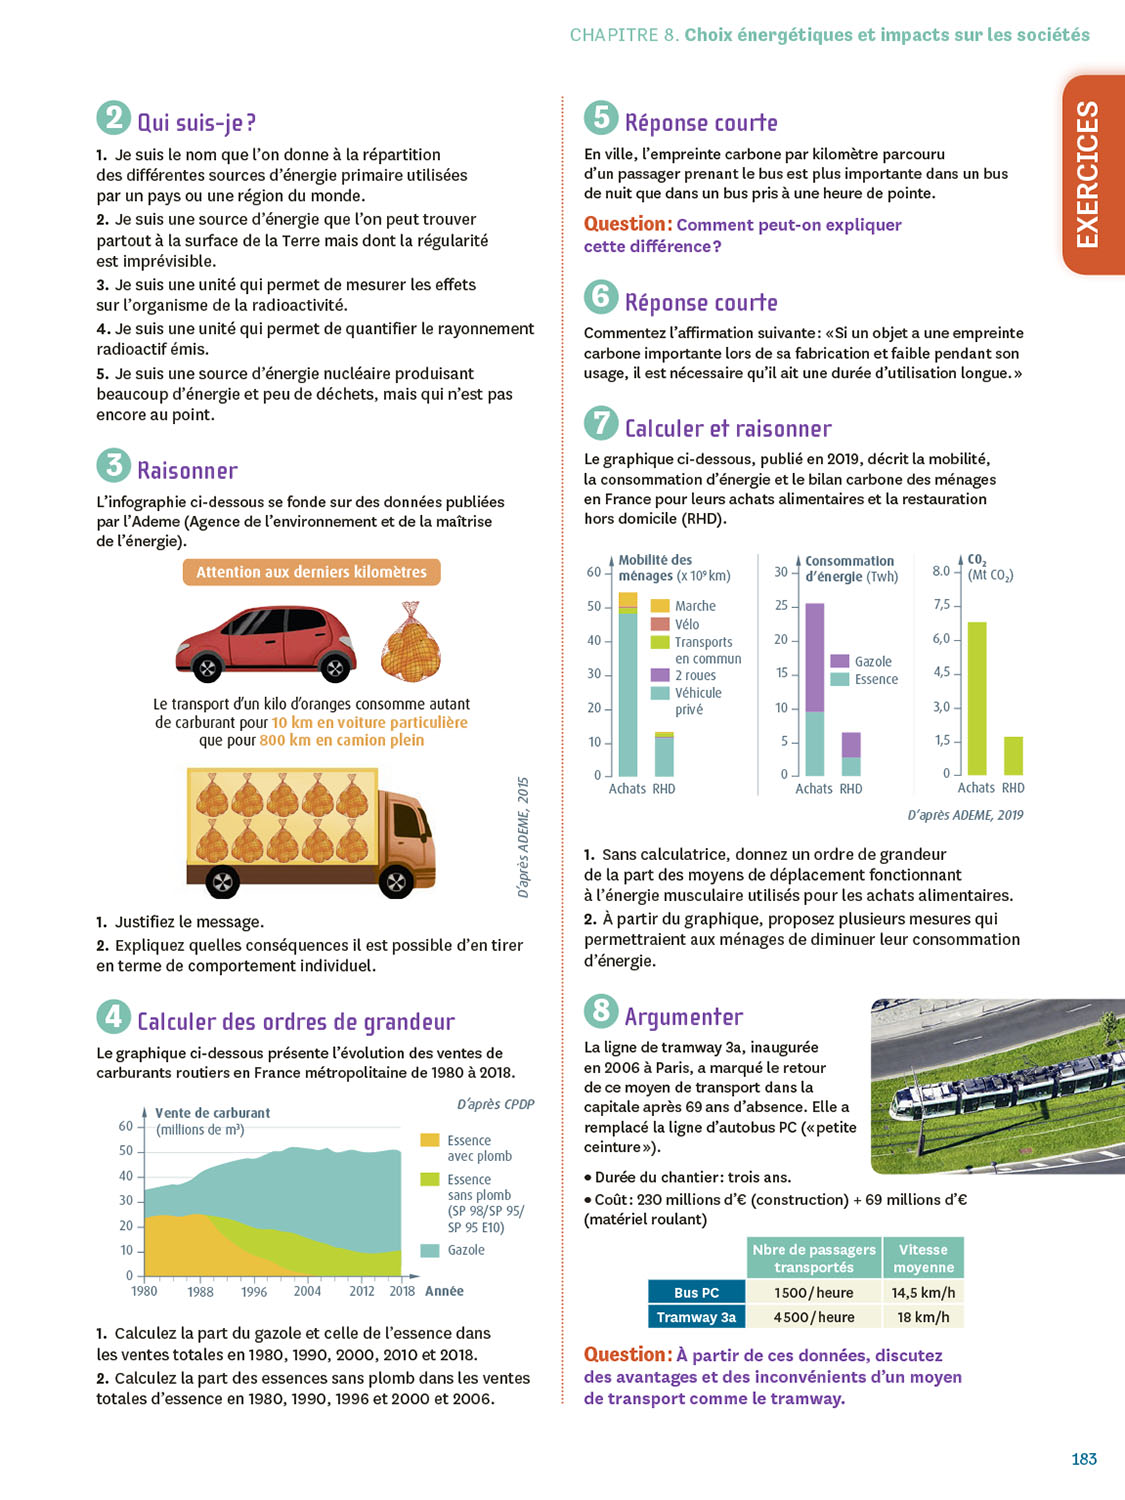 CHAPITRE 8. Choix énergétiques et impacts sur les sociétés
EXERCICES
2 Qui suis-je ?
1. Je suis le nom que l’on donne à la répartition
des différentes sources d’énergie primaire utilisées
par un pays ou une région du monde.
2. Je suis une source d’énergie que l’on peut trouver
partout à la surface de la Terre mais dont la régularité
est imprévisible.
3. Je suis une unité qui permet de mesurer les effets
sur l’organisme de la radioactivité.
4. Je suis une unité qui permet de quantifier le rayonnement
radioactif émis.
5. Je suis une source d’énergie nucléaire produisant
beaucoup d’énergie et peu de déchets, mais qui n’est pas
encore au point.
3 Raisonner
L’infographie ci-dessous se fonde sur des données publiées
par l’Ademe (Agence de l’environnement et de la maîtrise
de l’énergie).
Attention aux derniers kilomètres
Le transport d’un kilo d’oranges consomme autant
de carburant pour 10 km en voiture particulière
que pour 800 km en camion plein
D’après ADEME, 2015
1. Justifiez le message.
2. Expliquez quelles conséquences il est possible d’en tirer
en terme de comportement individuel.
4 Calculer des ordres de grandeur
Le graphique ci-dessous présente l’évolution des ventes de
carburants routiers en France métropolitaine de 1980 à 2018.
D’après CPDP
Vente de carburant
(millions de m³)
60
50
40
30
20
10
0
1980 1988 1996 2004 2012 2018 Année
Essence
avec plomb
Essence
sans plomb
(SP 98/SP 95/
SP 95 E10)
Gazole
1. Calculez la part du gazole et celle de l’essence dans
les ventes totales en 1980, 1990, 2000, 2010 et 2018.
2. Calculez la part des essences sans plomb dans les ventes
totales d’essence en 1980, 1990, 1996 et 2000 et 2006.
5 Réponse courte
En ville, l’empreinte carbone par kilomètre parcouru
d’un passager prenant le bus est plus importante dans un bus
de nuit que dans un bus pris à une heure de pointe.
Question : Comment peut-on expliquer
cette différence ?
6 Réponse courte
Commentez l’affirmation suivante : « Si un objet a une empreinte
carbone importante lors de sa fabrication et faible pendant son
usage, il est nécessaire qu’il ait une durée d’utilisation longue. »
7 Calculer et raisonner
Le graphique ci-dessous, publié en 2019, décrit la mobilité,
la consommation d’énergie et le bilan carbone des ménages
en France pour leurs achats alimentaires et la restauration
hors domicile (RHD).
Mobilité des
ménages (x 10⁹ km)
60
50
40
30
20
10
0
Marche
Vélo
Transports
en commun
2 roues
Véhicule
privé
Achats RHD
Consommation
d’énergie (Twh)
30
25
20
15
10
5
0
Gazole
Essence
Achats RHD
CO₂
(Mt CO₂)
8.0
7,5
6,0
4,5
3,0
1,5
0
Achats RHD
D’après ADEME, 2019
1. Sans calculatrice, donnez un ordre de grandeur
de la part des moyens de déplacement fonctionnant
à l’énergie musculaire utilisés pour les achats alimentaires.
2. À partir du graphique, proposez plusieurs mesures qui
permettraient aux ménages de diminuer leur consommation
d’énergie.
8 Argumenter
La ligne de tramway 3a, inaugurée
en 2006 à Paris, a marqué le retour
de ce moyen de transport dans la
capitale après 69 ans d’absence. Elle a
remplacé la ligne d’autobus PC (« petite
ceinture »).
• Durée du chantier : trois ans.
• Coût : 230 millions d’€ (construction) + 69 millions d’€
(matériel roulant)
Nbre de passagers
transportés
Vitesse
moyenne
Bus PC 1 500 / heure 14,5 km/h
Tramway 3a 4 500 / heure 18 km/h
Question : À partir de ces données, discutez
des avantages et des inconvénients d’un moyen
de transport comme le tramway.
183